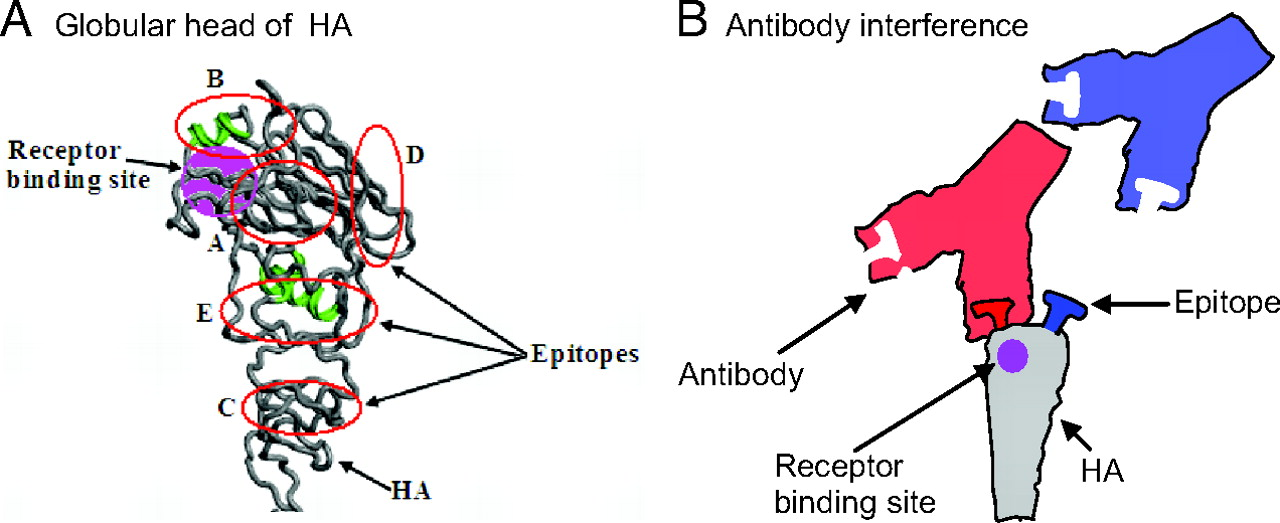 A Globular head of HA
B
Receptor
binding site
D
A
E
Epitopes
C
HA
B Antibody interference
Epitope
Antibody
Receptor
binding site
HA